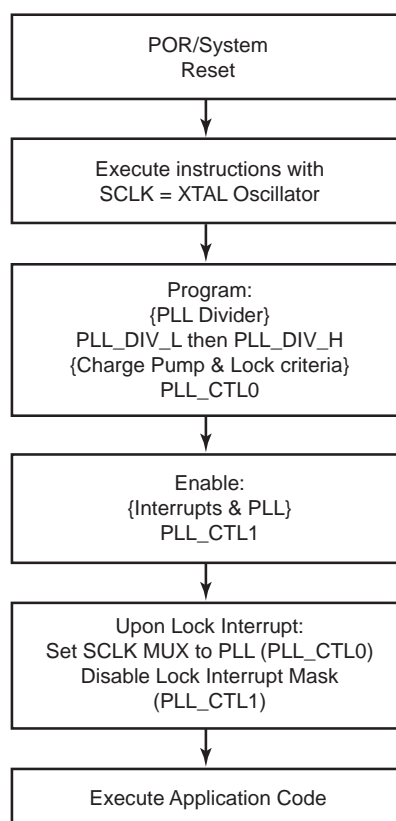 POR/System
Reset
Execute instructions with
SCLK = XTAL Oscillator
Program:
{PLL Divider}
PLL_DIV_L then PLL_DIV_H
{Charge Pump & Lock criteria}
PLL_CTL0
Enable:
{Interrupts & PLL}
PLL_CTL1
Upon Lock Interrupt:
Set SCLK MUX to PLL (PLL_CTL0)
Disable Lock Interrupt Mask
(PLL_CTL1)
Execute Application Code